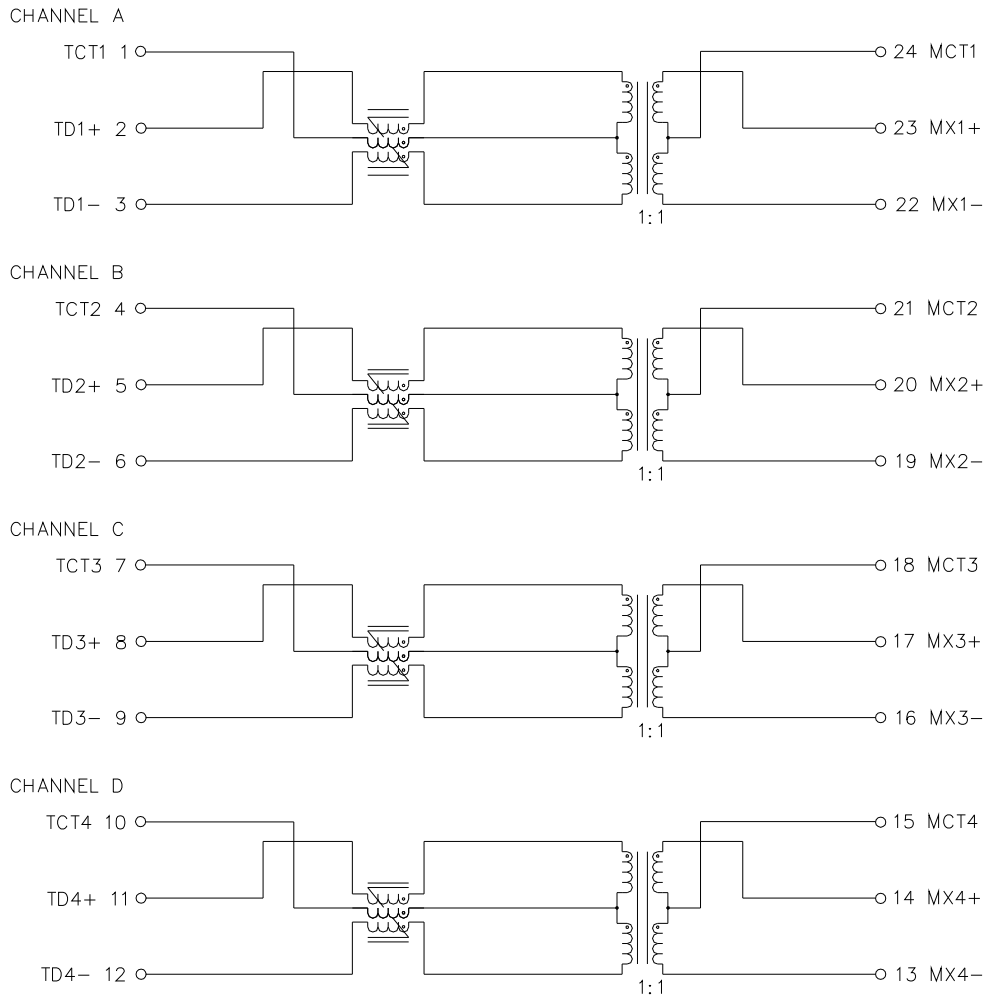 CHANNEL A
TCT1 1 24 MCT1
TD1+ 2 23 MX1+
TD1- 3 22 MX1-
1:1
CHANNEL B
TCT2 4 21 MCT2
TD2+ 5 20 MX2+
TD2- 6 19 MX2-
1:1
CHANNEL C
TCT3 7 18 MCT3
TD3+ 8 17 MX3+
TD3- 9 16 MX3-
1:1
CHANNEL D
TCT4 10 15 MCT4
TD4+ 11 14 MX4+
TD4- 12 13 MX4-
1:1